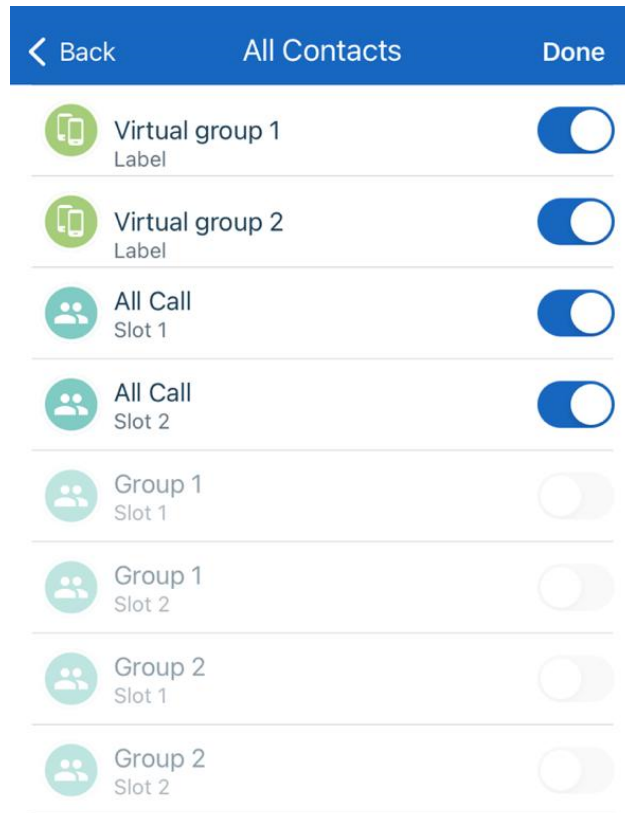 Back All Contacts Done
Virtual group 1
Label
Virtual group 2
Label
All Call
Slot 1
All Call
Slot 2
Group 1
Slot 1
Group 1
Slot 2
Group 2
Slot 1
Group 2
Slot 2